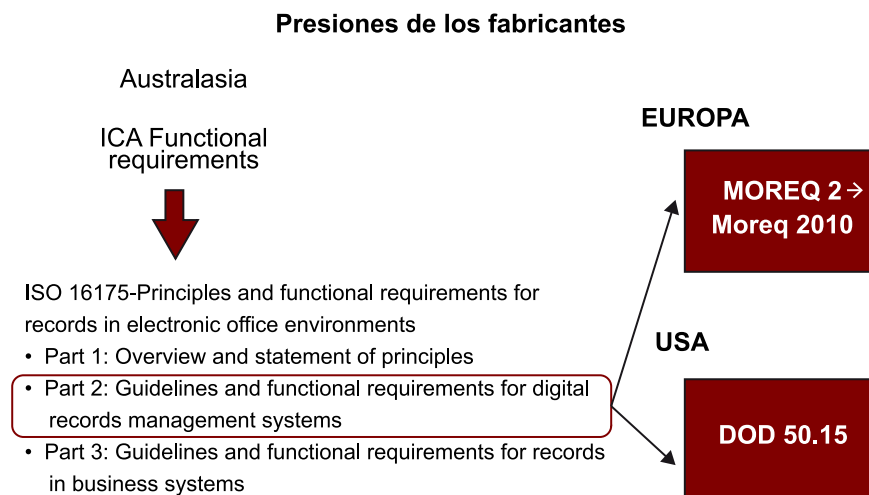 Presiones de los fabricantes
Australasia
ICA Functional
requirements
ISO 16175-Principles and functional requirements for
records in electronic office environments
• Part 1: Overview and statement of principles
• Part 2: Guidelines and functional requirements for digital
records management systems
• Part 3: Guidelines and functional requirements for records
in business systems
EUROPA
MOREQ 2 →
Moreq 2010
USA
DOD 50.15